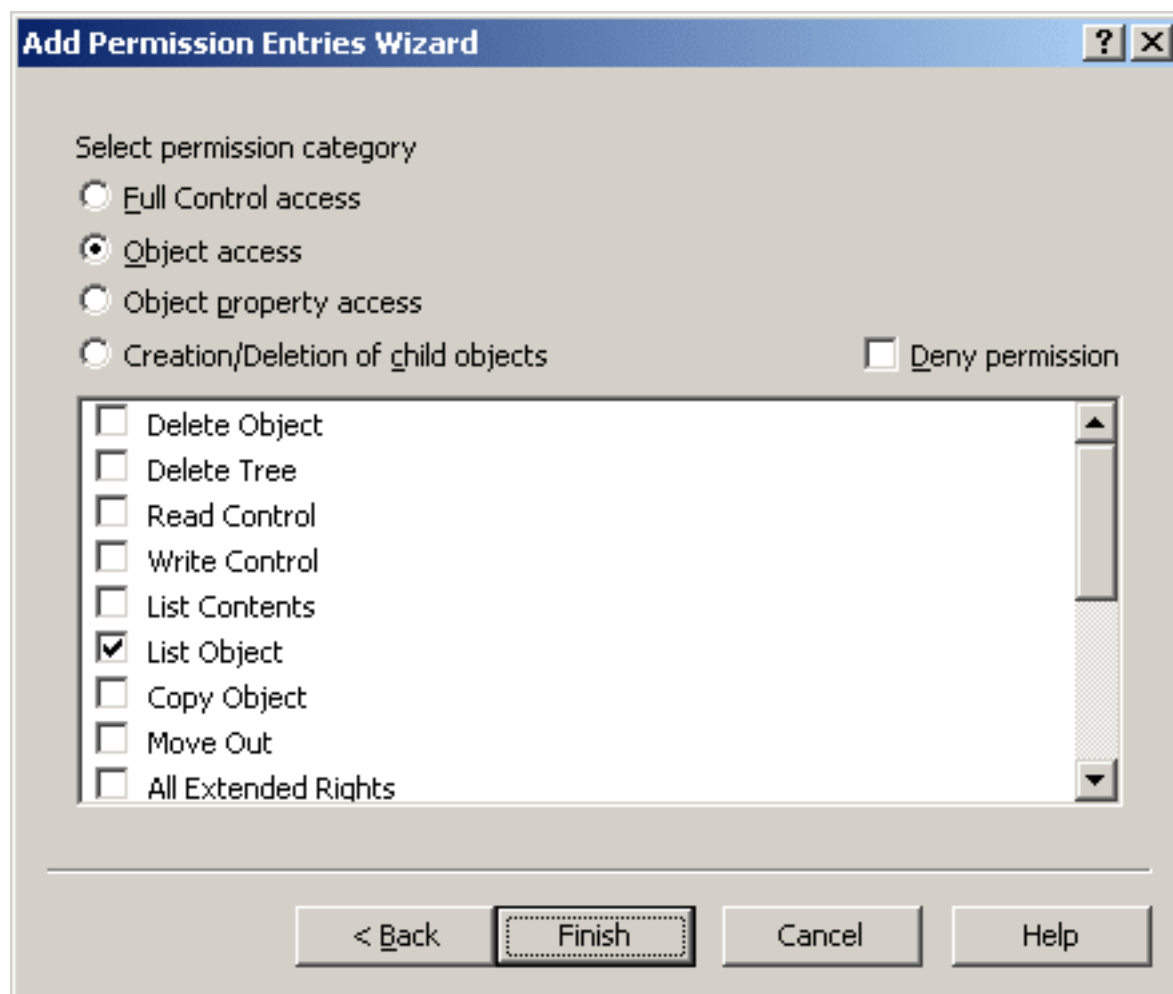 Add Permission Entries Wizard
Select permission category
Full Control access
Object access
Object property access
Creation/Deletion of child objects
Deny permission
Delete Object
Delete Tree
Read Control
Write Control
List Contents
List Object
Copy Object
Move Out
All Extended Rights
< Back
Finish
Cancel
Help